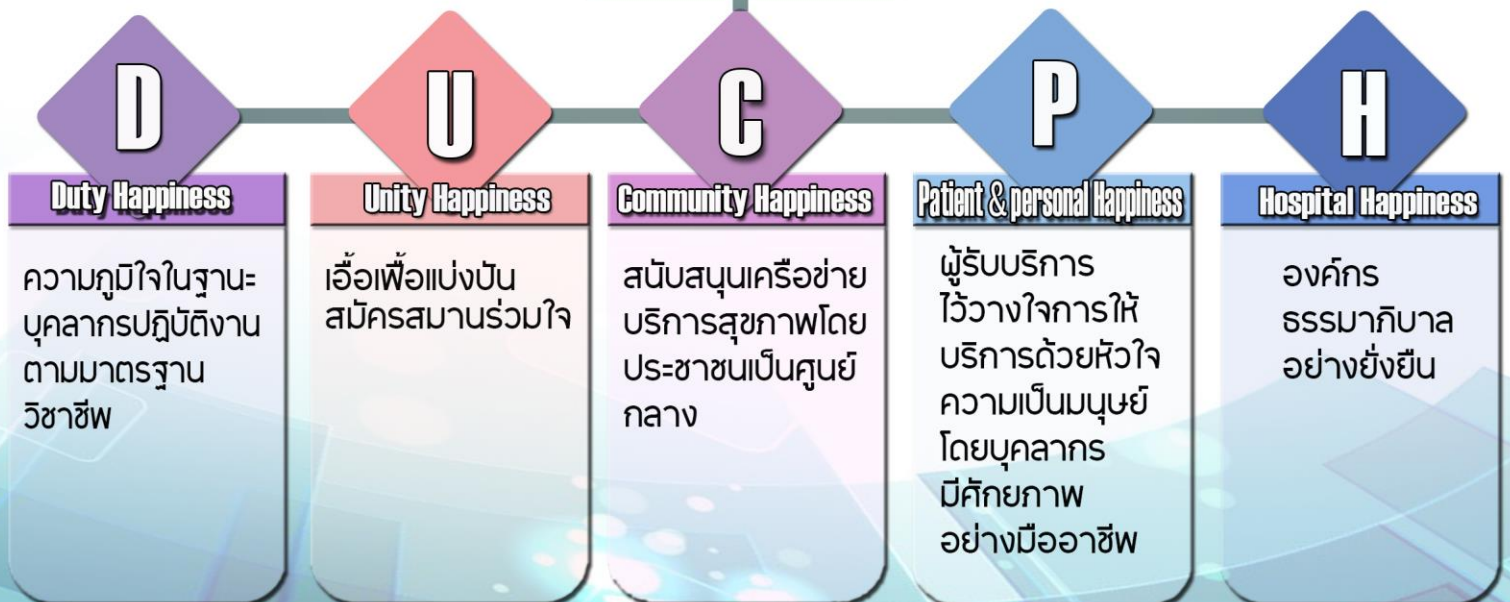 D
U
C
P
H
Duty Happiness
ความภูมิใจในฐานะ
บุคลากรปฏิบัติงาน
ตามมาตรฐาน
วิชาชีพ
Unity Happiness
เอื้อเฟื้อแบ่งปัน
สมัครสมานร่วมใจ
Community Happiness
สนับสนุนเครือข่าย
บริการสุขภาพโดย
ประชาชนเป็นศูนย์
กลาง
Patient & personal Happiness
ผู้รับบริการ
ไว้วางใจการให้
บริการด้วยหัวใจ
ความเป็นมนุษย์
โดยบุคลากร
มีศักยภาพ
อย่างมืออาชีพ
Hospital Happiness
องค์กร
ธรรมาภิบาล
อย่างยั่งยืน